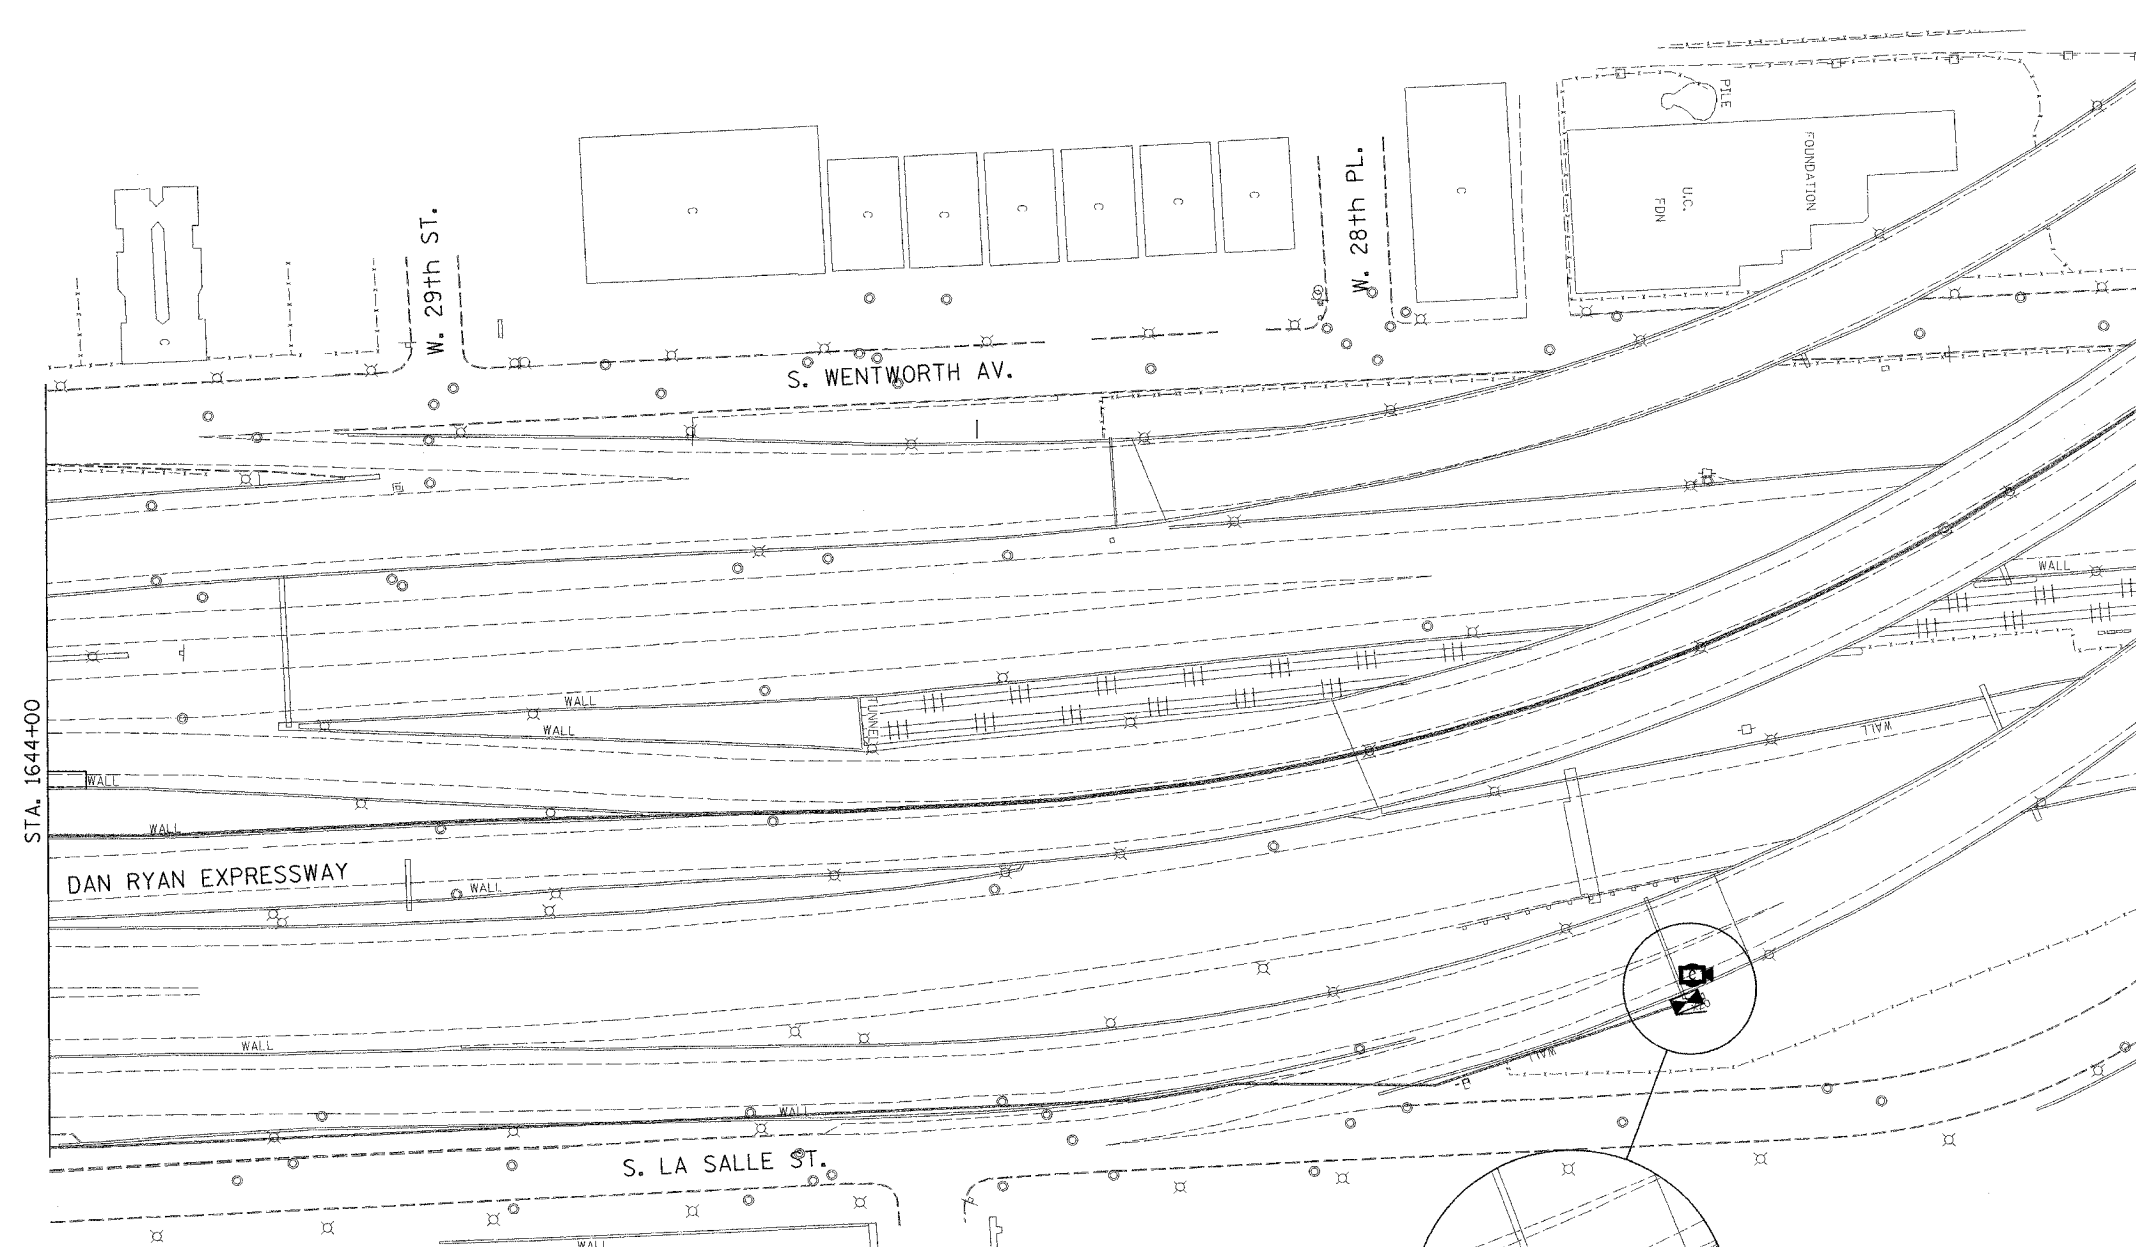 PILE
FOUNDATION
U.C.
FDN
W. 28th PL.
W. 29th ST.
C
C
C
C
C
C
C
C
C
S. WENTWORTH AV.
WALL
STA. 1644+00
WALL
WALL
TUNNEL
WALL
WALL
WALL
DAN RYAN EXPRESSWAY
WALL
C
WALL
WALL
WALL
S. LA SALLE ST.
WALL